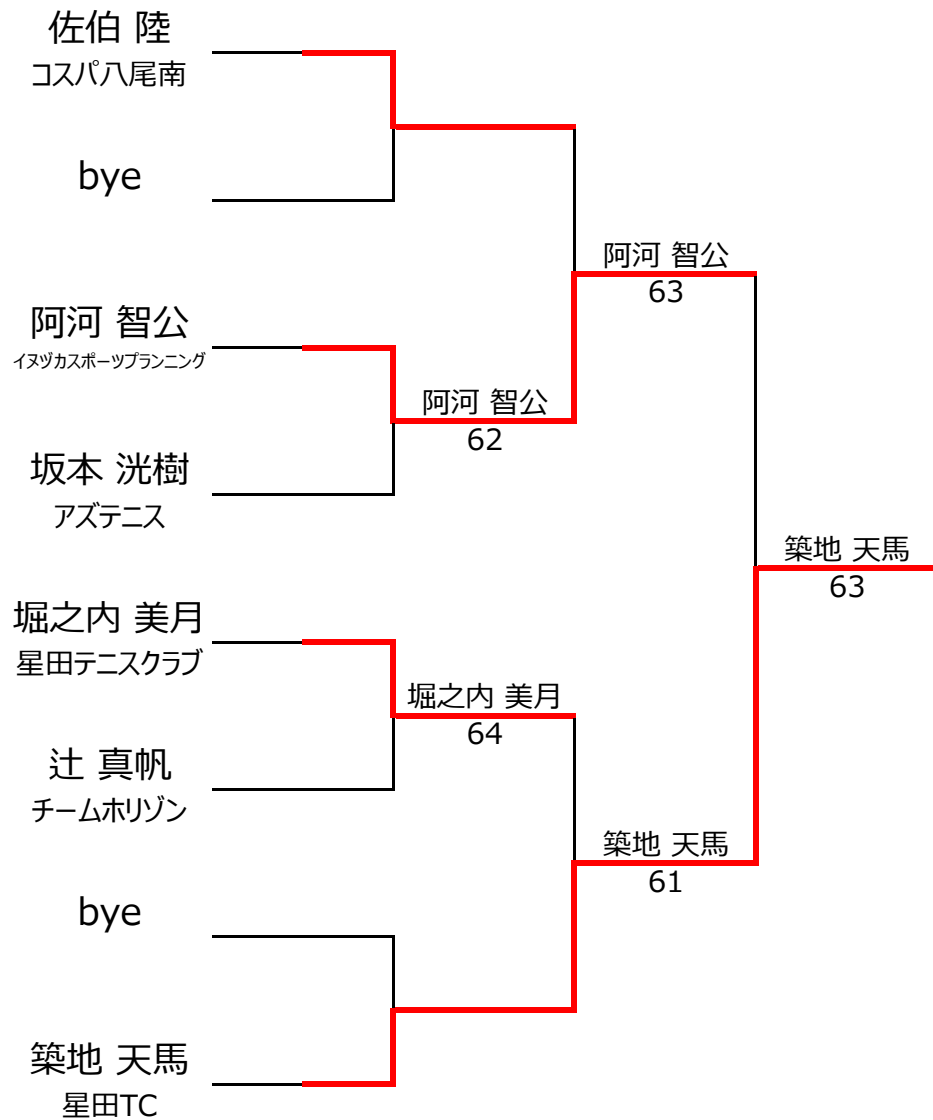 佐伯 陸
コスパ八尾南
bye
阿河 智公
イヌヅカスポーツプランニング
坂本 洸樹
アズテニス
堀之内 美月
星田テニスクラブ
辻 真帆
チームホリゾン
bye
築地 天馬
星田TC
阿河 智公
62
堀之内 美月
64
阿河 智公
63
築地 天馬
61
築地 天馬
63